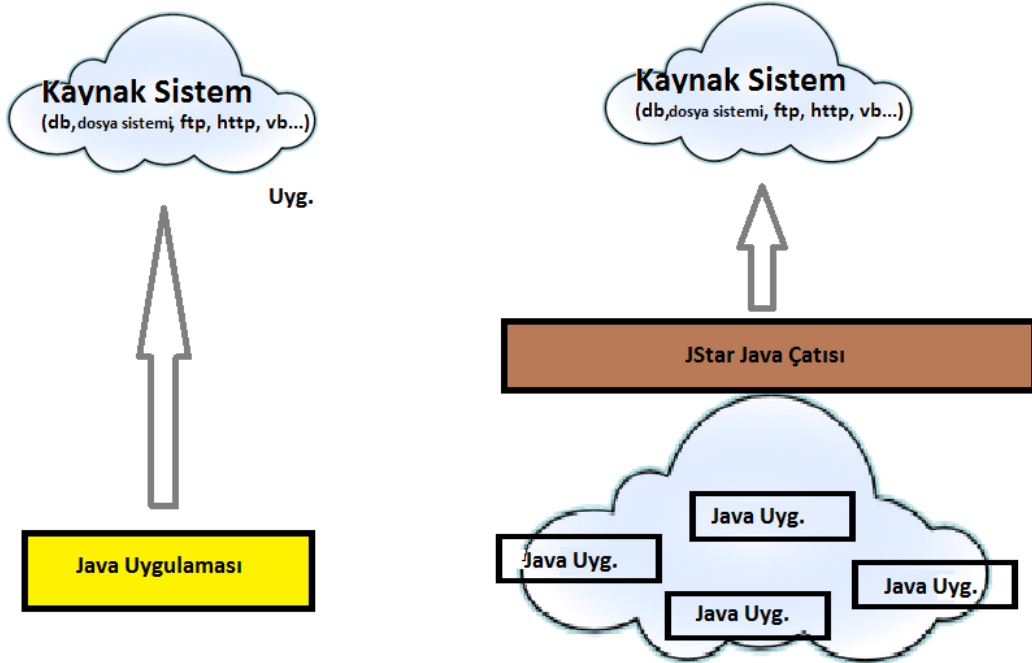 Kaynak Sistem
(db,dosya sistemi, ftp, http, vb...)
Uyg.
Java Uygulaması
Kaynak Sistem
(db,dosya sistemi, ftp, http, vb...)
JStar Java Çatısı
Java Uyg.
Java Uyg.
Java Uyg.
Java Uyg.